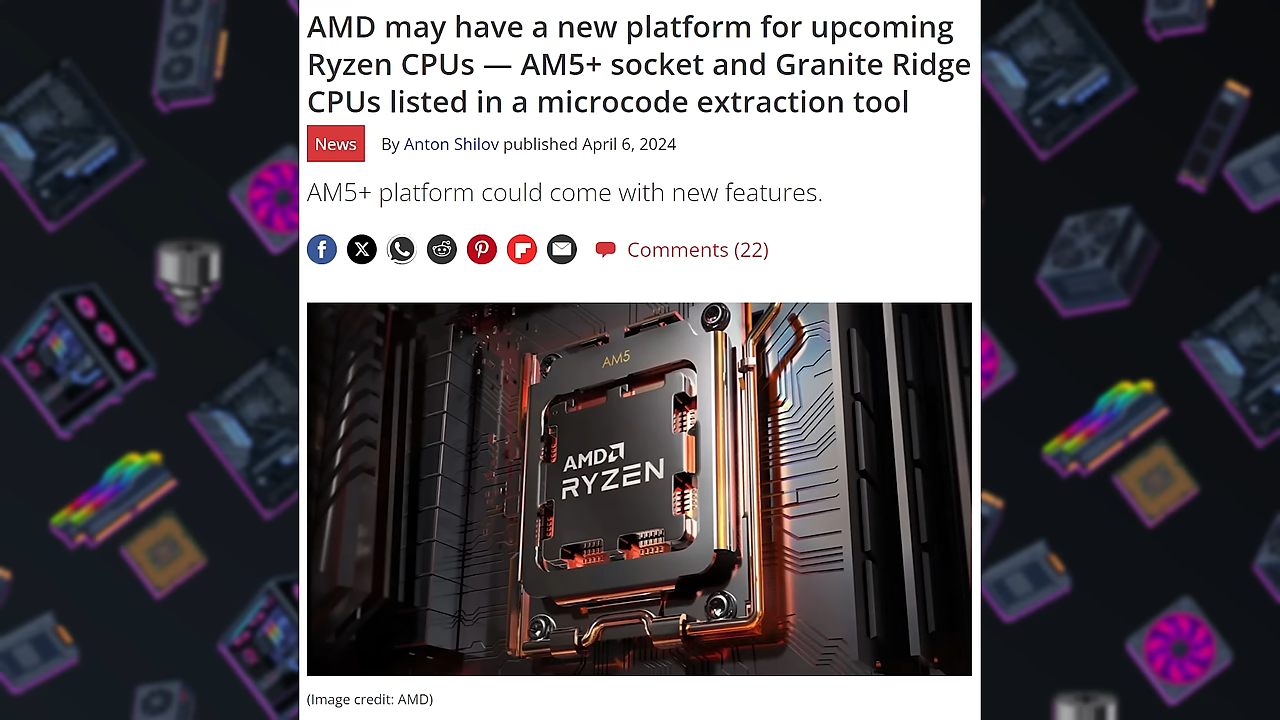 AMD may have a new platform for upcoming
Ryzen CPUs — AM5+ socket and Granite Ridge
CPUs listed in a microcode extraction tool
News By Anton Shilov published April 6, 2024
AM5+ platform could come with new features.
Comments (22)
AM5
AMD
RYZEN
(Image credit: AMD)